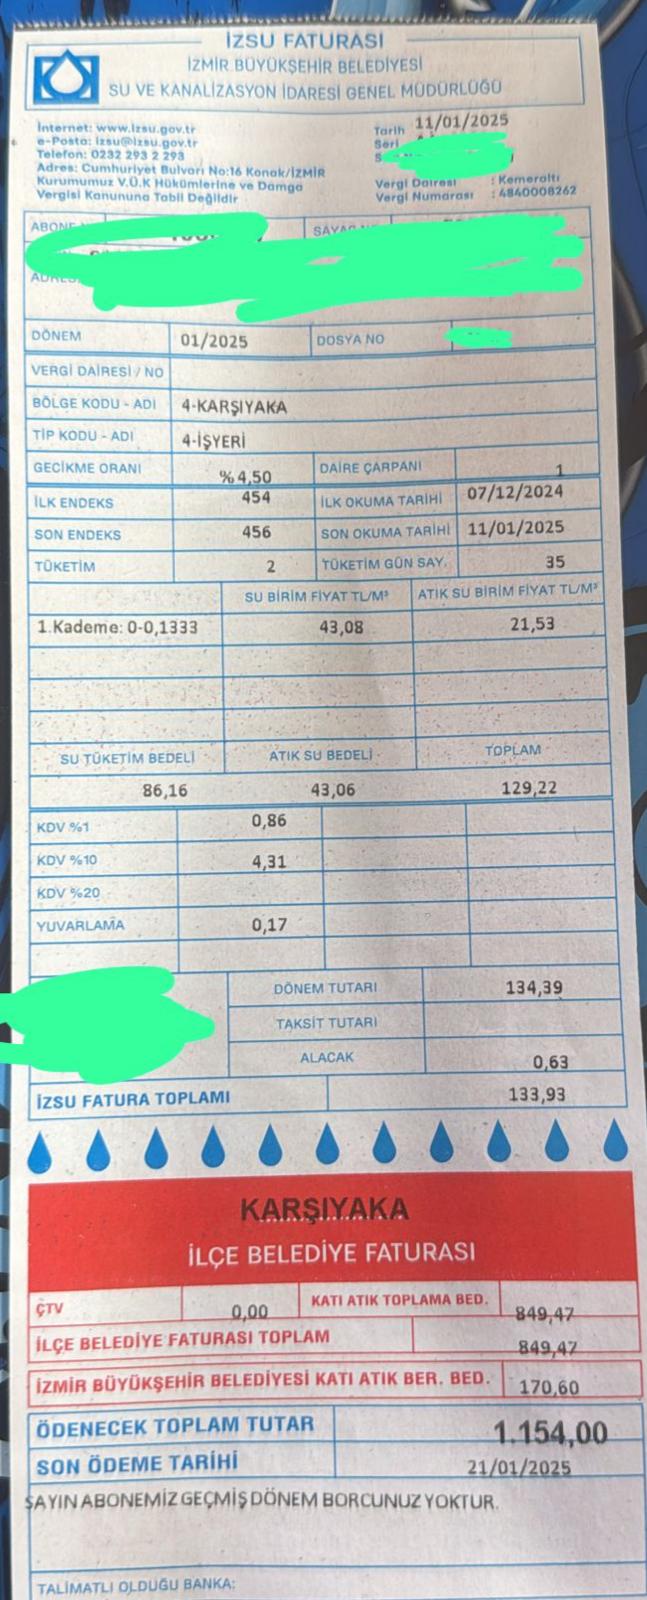 İZSU FATURASI
İZMİR BÜYÜKŞEHİR BELEDİYESİ
SU VE KANALİZASYON İDARESİ GENEL MÜDÜRLÜĞÜ
İnternet: www.izsu.gov.tr
e-Posta: izsu@izsu.gov.tr
Telefon: 0232 293 2 293
Adres: Cumhuriyet Bulvarı No:16 Konak/İZMİR
Kurumumuz V.Ü.K Hükümlerine ve Damga
Vergisi Kanununa Tabii Değildir
Tarih 11/01/2025
Seri
Vergi Dairesi : Kemeraltı
Vergi Numarası : 4840008262
ABONE
DÖNEM 01/2025 DOSYA NO
VERGİ DAİRESİ / NO
BÖLGE KODU - ADI 4-KARŞIYAKA
TİP KODU - ADI 4-İŞYERİ
GECİKME ORANI %4,50 DAİRE ÇARPANI 1
İLK ENDEKS 454 İLK OKUMA TARİHİ 07/12/2024
SON ENDEKS 456 SON OKUMA TARİHİ 11/01/2025
TÜKETİM 2 TÜKETİM GÜN SAY. 35
SU BİRİM FİYAT TL/M³ ATIK SU BİRİM FİYAT TL/M³
1.Kademe: 0-0,1333 43,08 21,53
SU TÜKETİM BEDELİ ATIK SU BEDELİ TOPLAM
86,16 43,06 129,22
KDV %1 0,86
KDV %10 4,31
KDV %20
YUVARLAMA 0,17
DÖNEM TUTARI 134,39
TAKSİT TUTARI
ALACAK 0,63
İZSU FATURA TOPLAMI 133,93
KARŞIYAKA
İLÇE BELEDİYE FATURASI
ÇTV 0,00 KATI ATIK TOPLAMA BED. 849,47
İLÇE BELEDİYE FATURASI TOPLAM 849,47
İZMİR BÜYÜKŞEHİR BELEDİYESİ KATI ATIK BER. BED. 170,60
ÖDENECEK TOPLAM TUTAR 1.154,00
SON ÖDEME TARİHİ 21/01/2025
SAYIN ABONEMİZ GEÇMİŞ DÖNEM BORCUNUZ YOKTUR.
TALİMATLI OLDUĞU BANKA: